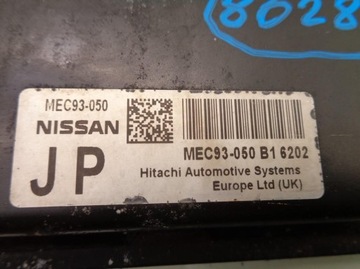 8028
MEC93-050
NISSAN
JP
MEC93-050 B1 6202
Hitachi Automotive Systems
Europe Ltd (UK)